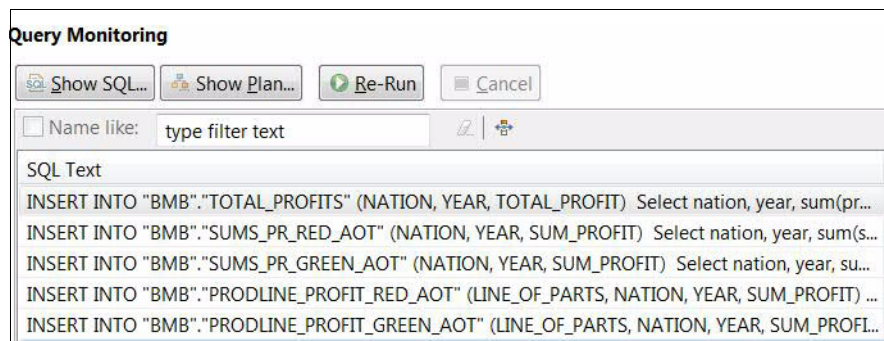 Query Monitoring
Show SQL... Show Plan... Re-Run Cancel
Name like: type filter text
SQL Text
INSERT INTO "BMB"."TOTAL_PROFITS" (NATION, YEAR, TOTAL_PROFIT) Select nation, year, sum(pr...
INSERT INTO "BMB"."SUMS_PR_RED_AOT" (NATION, YEAR, SUM_PROFIT) Select nation, year, sum(s...
INSERT INTO "BMB"."SUMS_PR_GREEN_AOT" (NATION, YEAR, SUM_PROFIT) Select nation, year, su...
INSERT INTO "BMB"."PRODLINE_PROFIT_RED_AOT" (LINE_OF_PARTS, NATION, YEAR, SUM_PROFIT) ...
INSERT INTO "BMB"."PRODLINE_PROFIT_GREEN_AOT" (LINE_OF_PARTS, NATION, YEAR, SUM_PROFI...